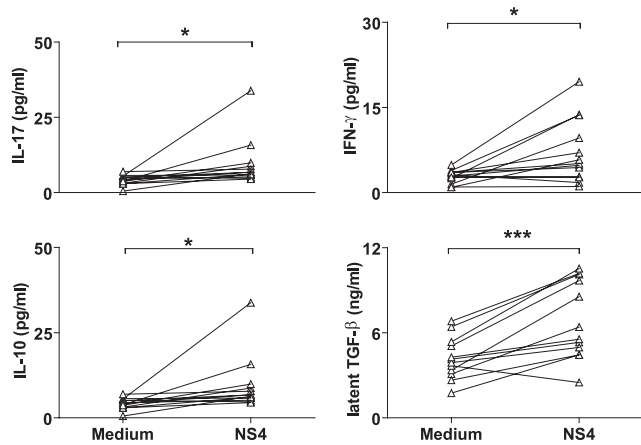 *
*
50
25
0
IL-17 (pg/ml)
30
15
0
IFN-γ (pg/ml)
*
***
50
25
0
IL-10 (pg/ml)
12
6
0
latent TGF-β (ng/ml)
Medium NS4
Medium NS4